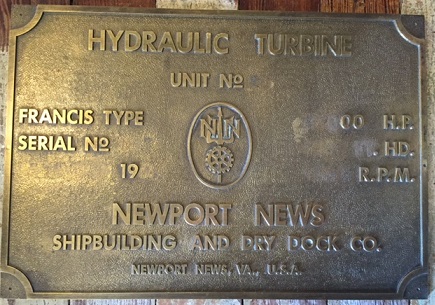 HYDRAULIC TURBINE
UNIT No
FRANCIS TYPE 00 H.P.
SERIAL No. HD.
19 R.P.M.
NEWPORT NEWS
SHIPBUILDING AND DRY DOCK CO.
NEWPORT NEWS, VA., U.S.A.